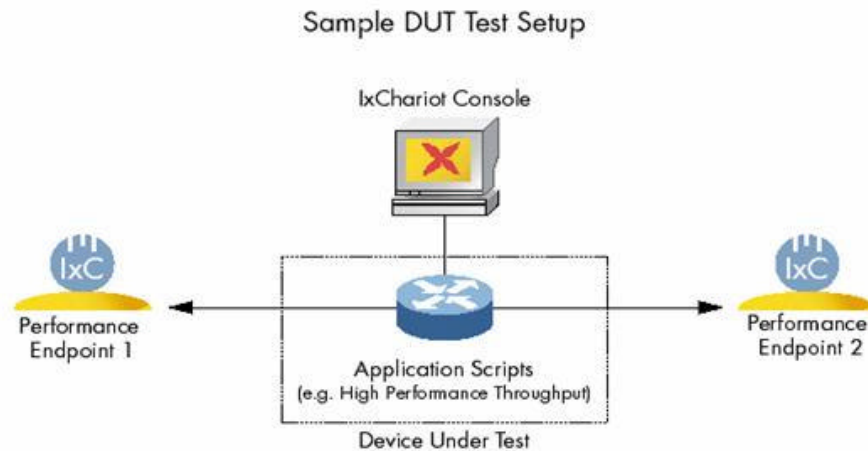 Sample DUT Test Setup
IxChariot Console
IxC
IxC
Performance
Endpoint 1
Performance
Endpoint 2
Application Scripts
(e.g. High Performance Throughput)
Device Under Test